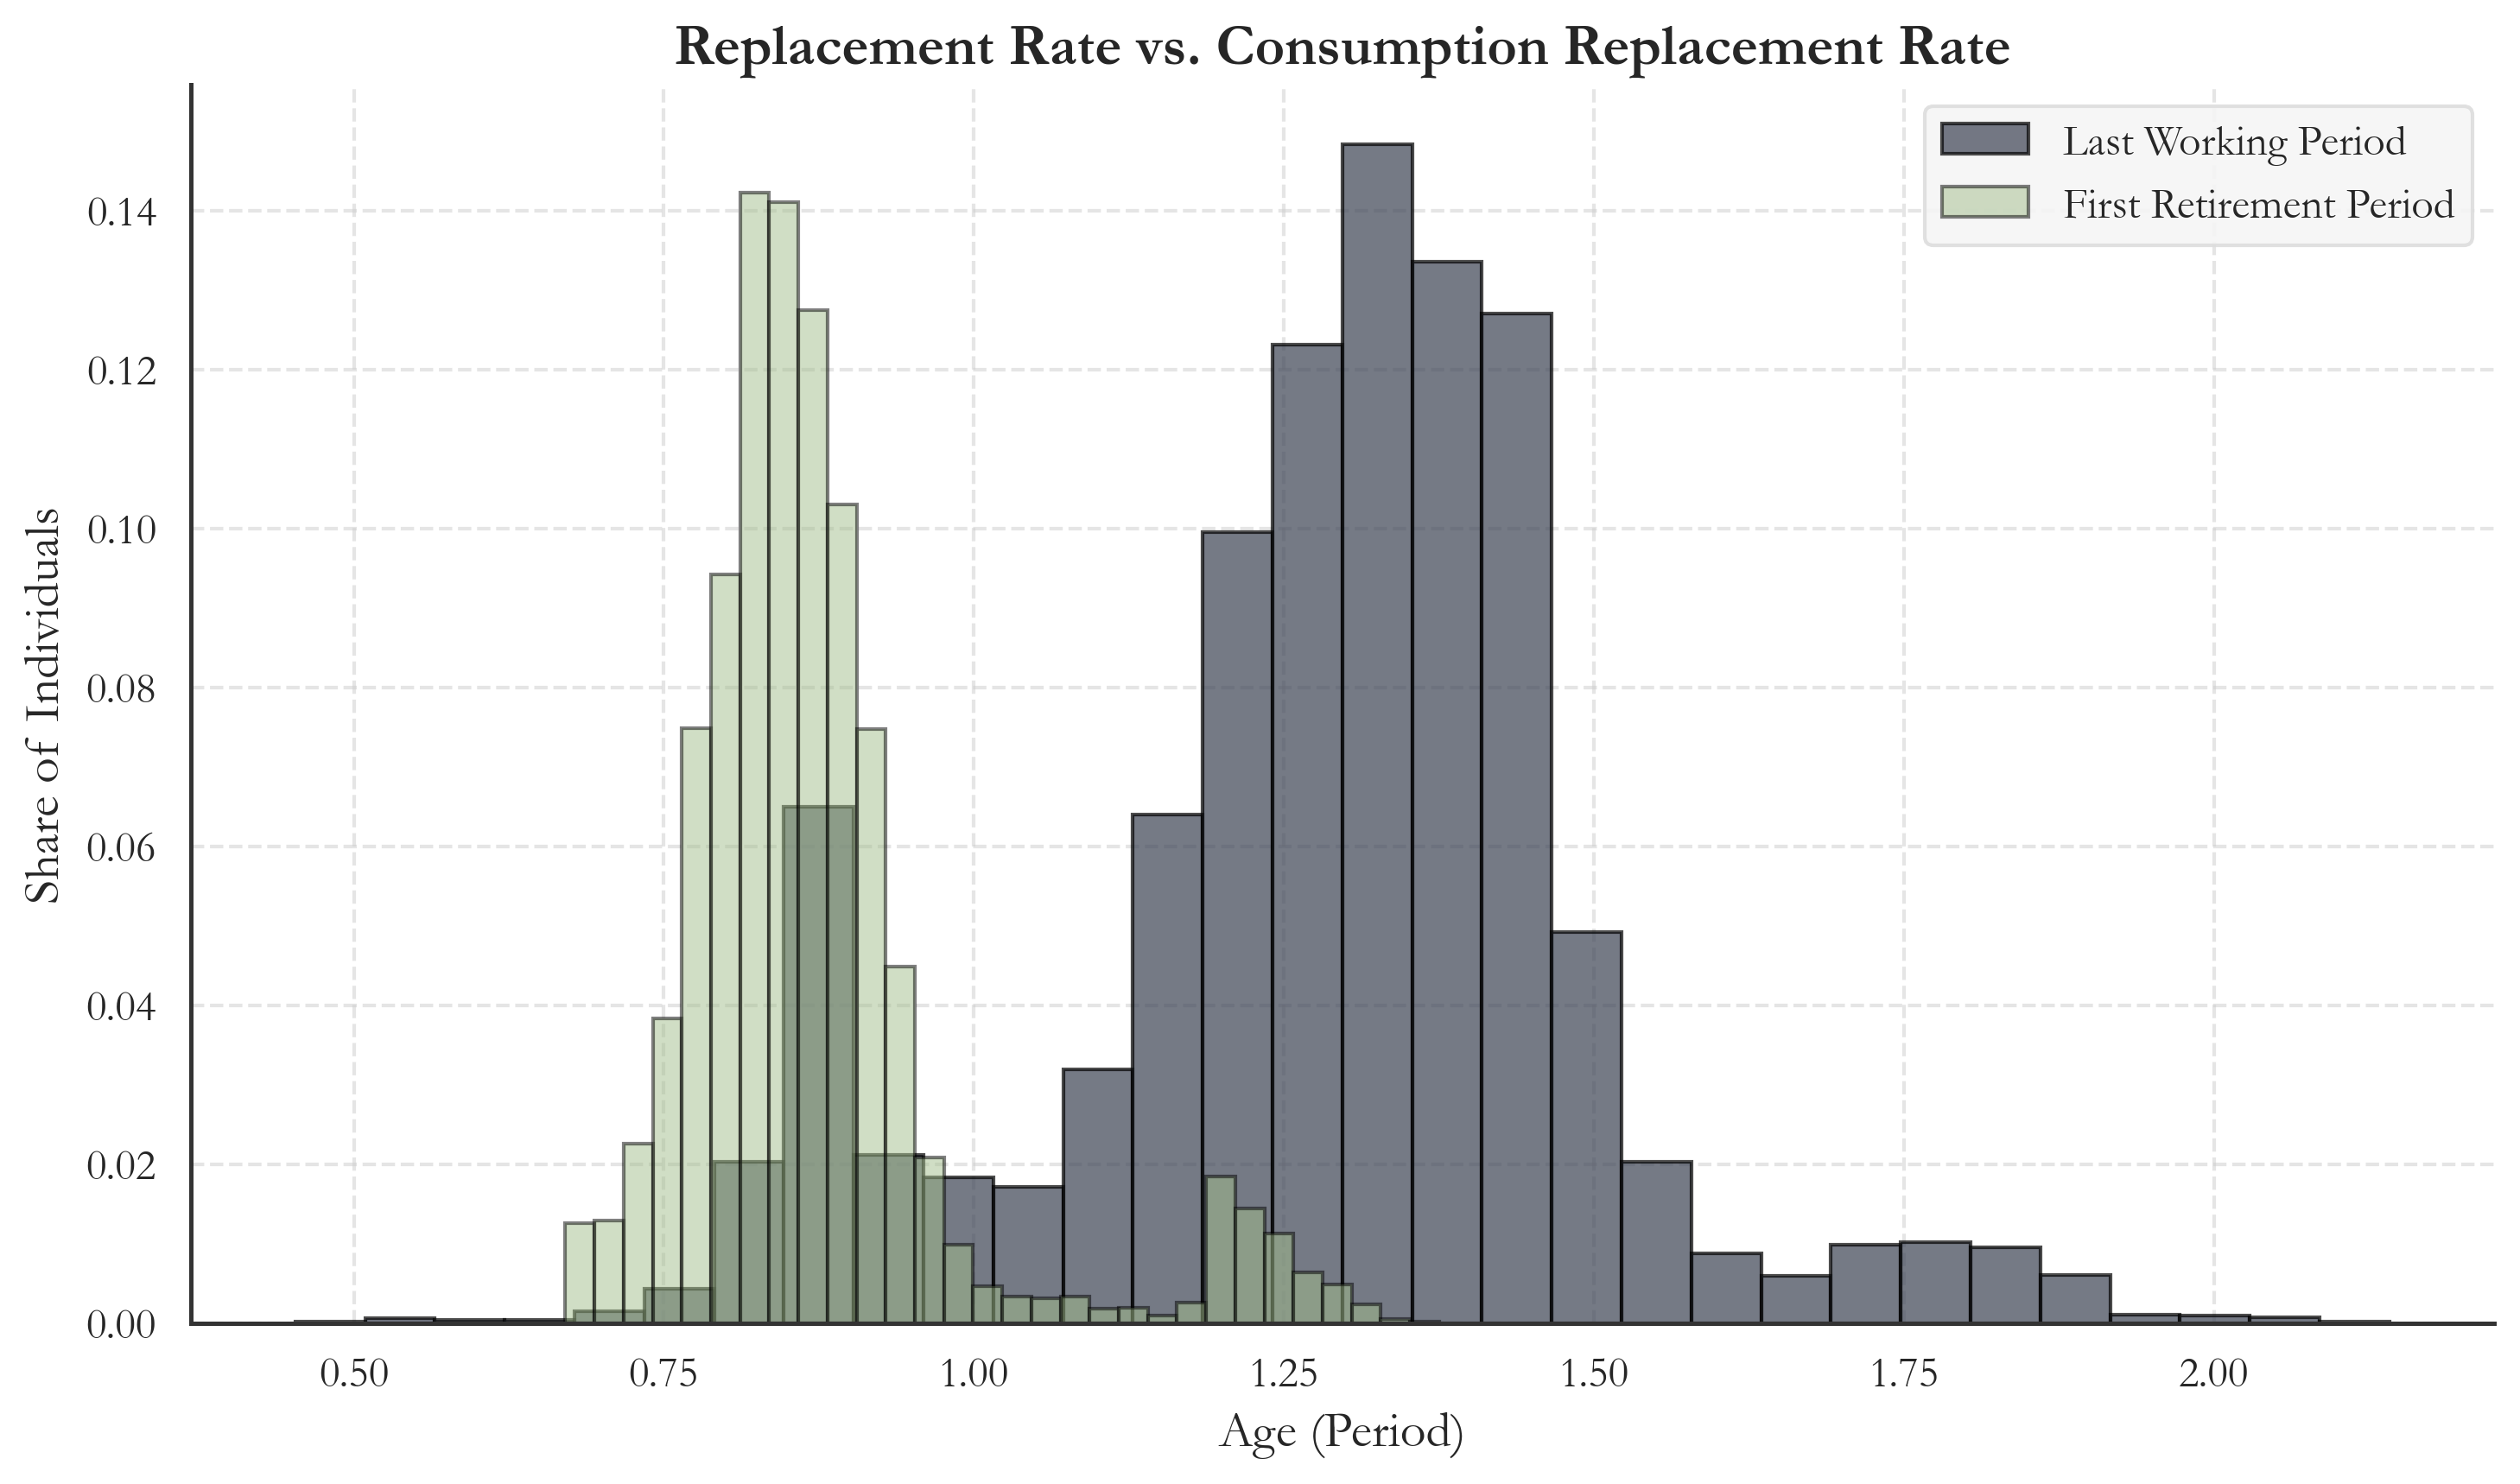 Replacement Rate vs. Consumption Replacement Rate
Last Working Period
First Retirement Period
Share of Individuals
0.14
0.12
0.10
0.08
0.06
0.04
0.02
0.00
0.50 0.75 1.00 1.25 1.50 1.75 2.00
Age (Period)